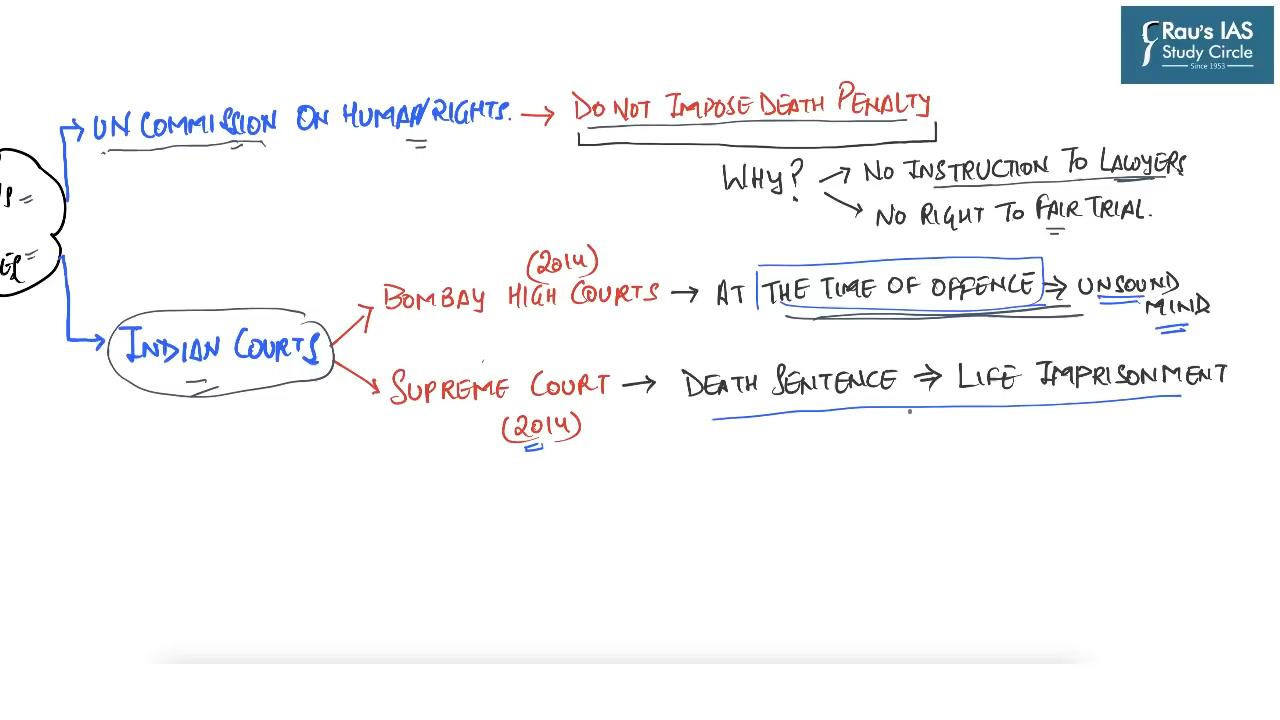 Rau's IAS
Study Circle
Since 1953
UN COMMISSION ON HUMAN RIGHTS. → DO NOT IMPOSE DEATH PENALTY
WHY? → NO INSTRUCTION TO LAWYERS
→ NO RIGHT TO FAIR TRIAL.
(2014)
BOMBAY HIGH COURTS → AT THE TIME OF OFFENCE ⇒ UNSOUND
MIND
INDIAN COURTS
SUPREME COURT → DEATH SENTENCE ⇒ LIFE IMPRISONMENT
(2014)